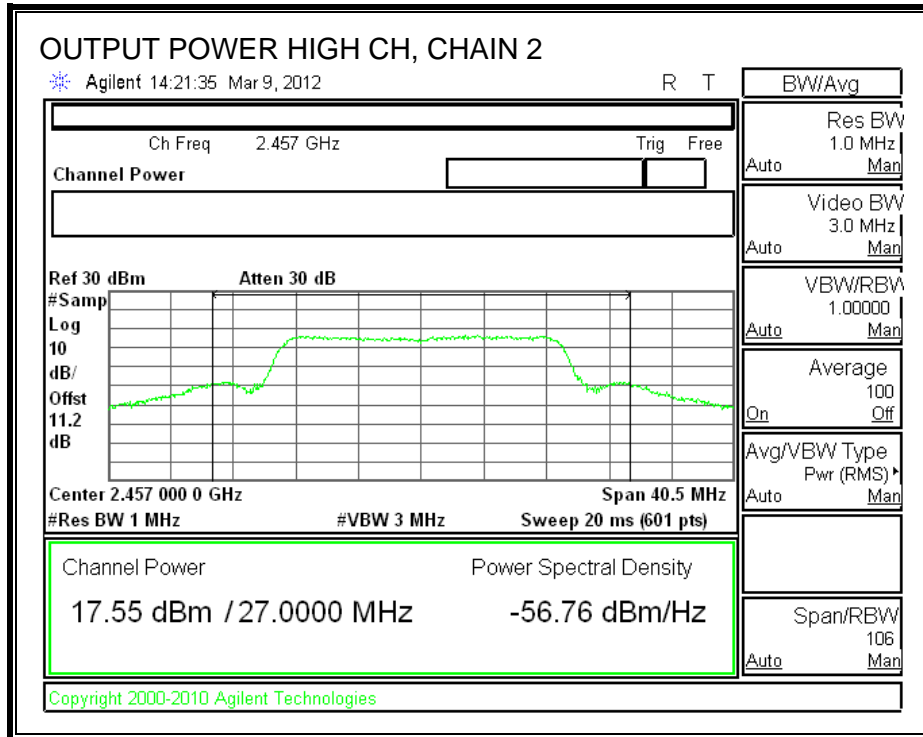 OUTPUT POWER HIGH CH, CHAIN 2
Agilent 14:21:35 Mar 9, 2012 R T
Ch Freq 2.457 GHz Trig Free
Channel Power
Ref 30 dBm Atten 30 dB
#Samp
Log
10
dB/
Offst
11.2
dB
Center 2.457 000 0 GHz Span 40.5 MHz
#Res BW 1 MHz #VBW 3 MHz Sweep 20 ms (601 pts)
Channel Power Power Spectral Density
17.55 dBm / 27.0000 MHz -56.76 dBm/Hz
Copyright 2000-2010 Agilent Technologies
BW/Avg
Res BW
1.0 MHz
Auto Man
Video BW
3.0 MHz
Auto Man
VBW/RBW
1.00000
Auto Man
Average
100
On Off
Avg/VBW Type
Pwr (RMS)
Auto Man
Span/RBW
106
Auto Man